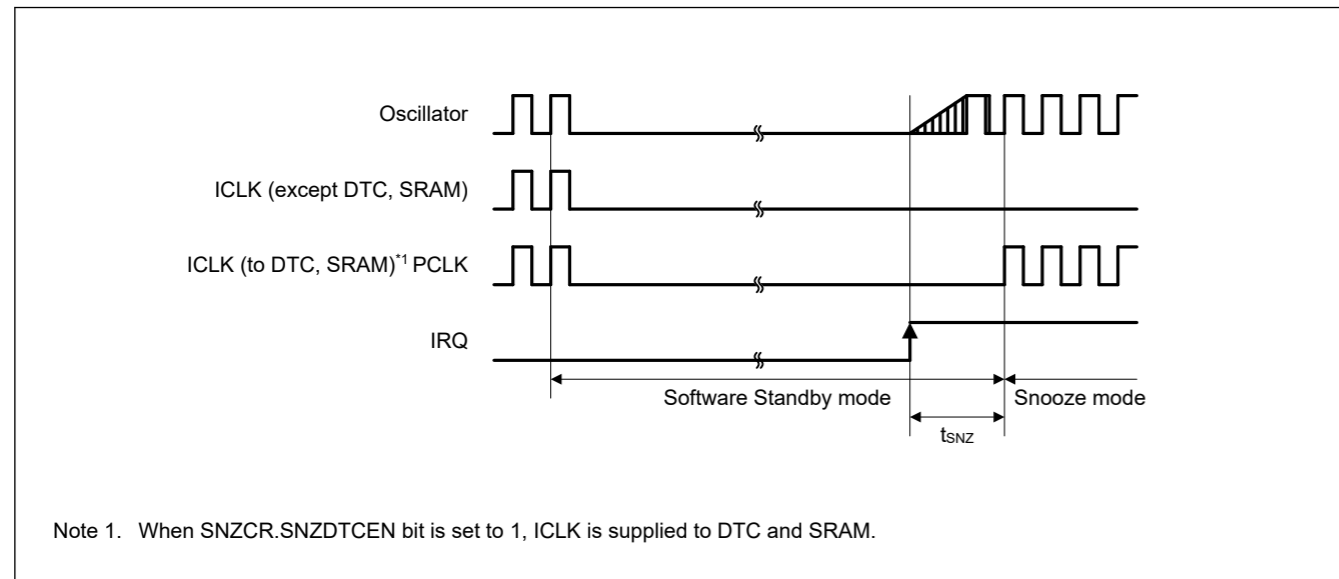 Oscillator
ICLK (except DTC, SRAM)
ICLK (to DTC, SRAM)*1 PCLK
IRQ
Software Standby mode
Snooze mode
tSNZ
Note 1. When SNZCR.SNZDTCEN bit is set to 1, ICLK is supplied to DTC and SRAM.